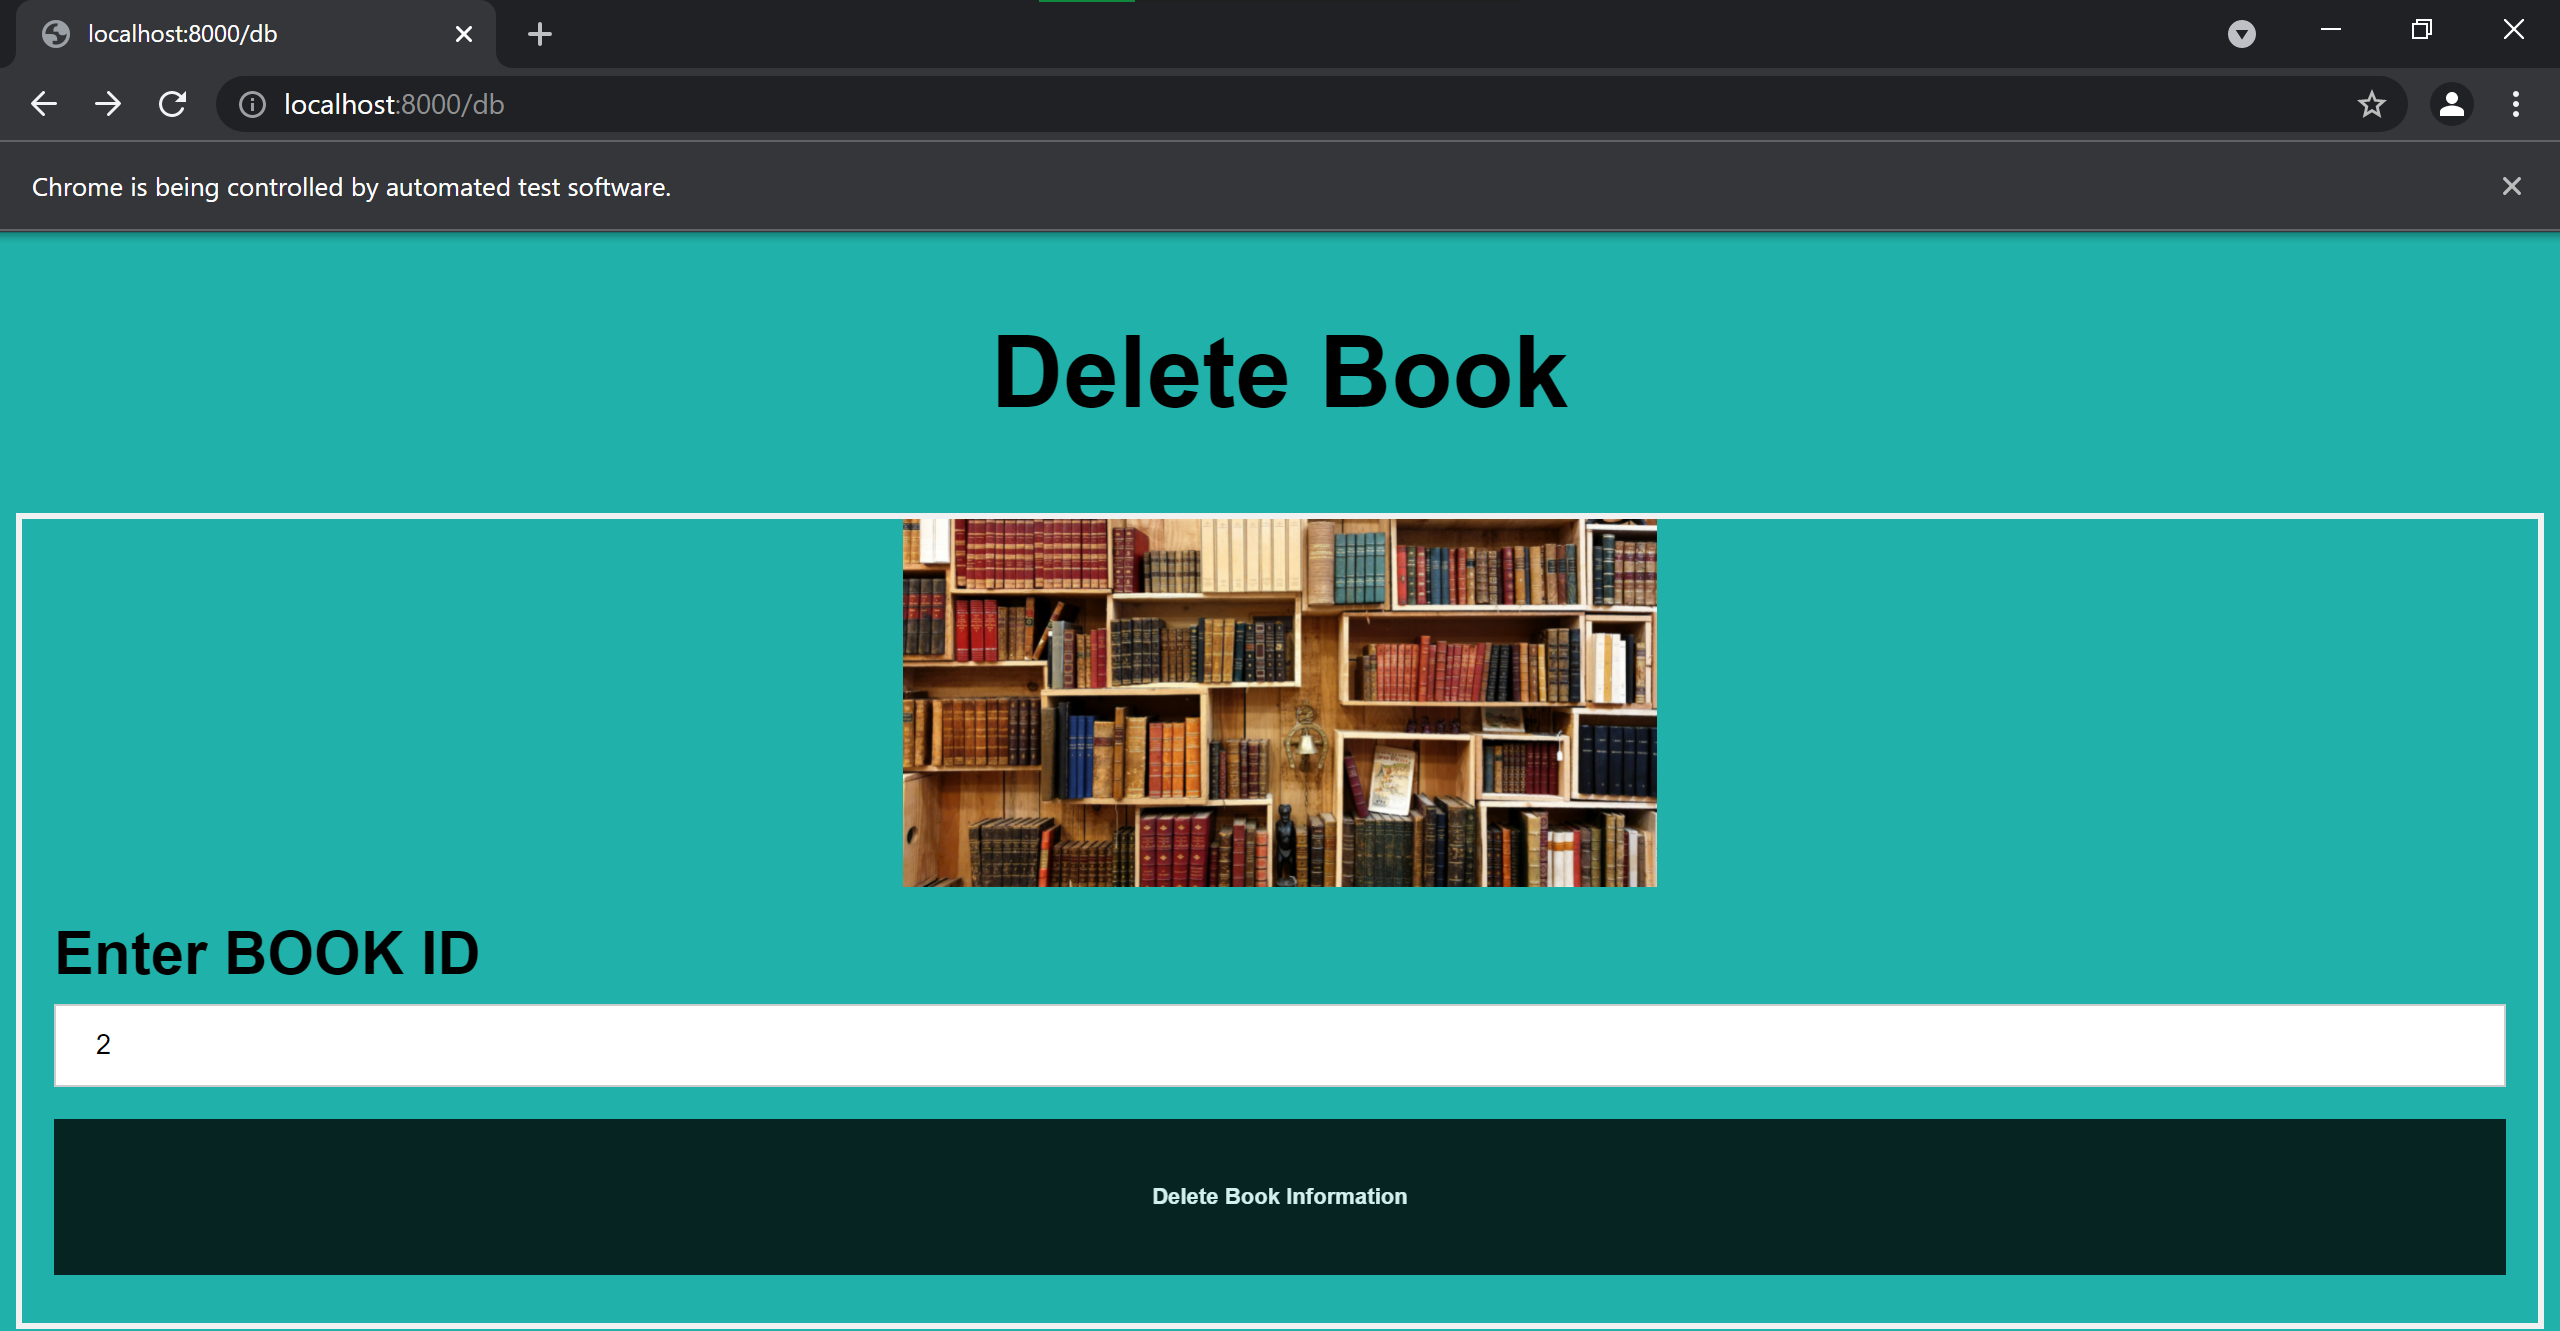 localhost:8000/db
localhost:8000/db
Chrome is being controlled by automated test software.
Delete Book
Enter BOOK ID
2
Delete Book Information